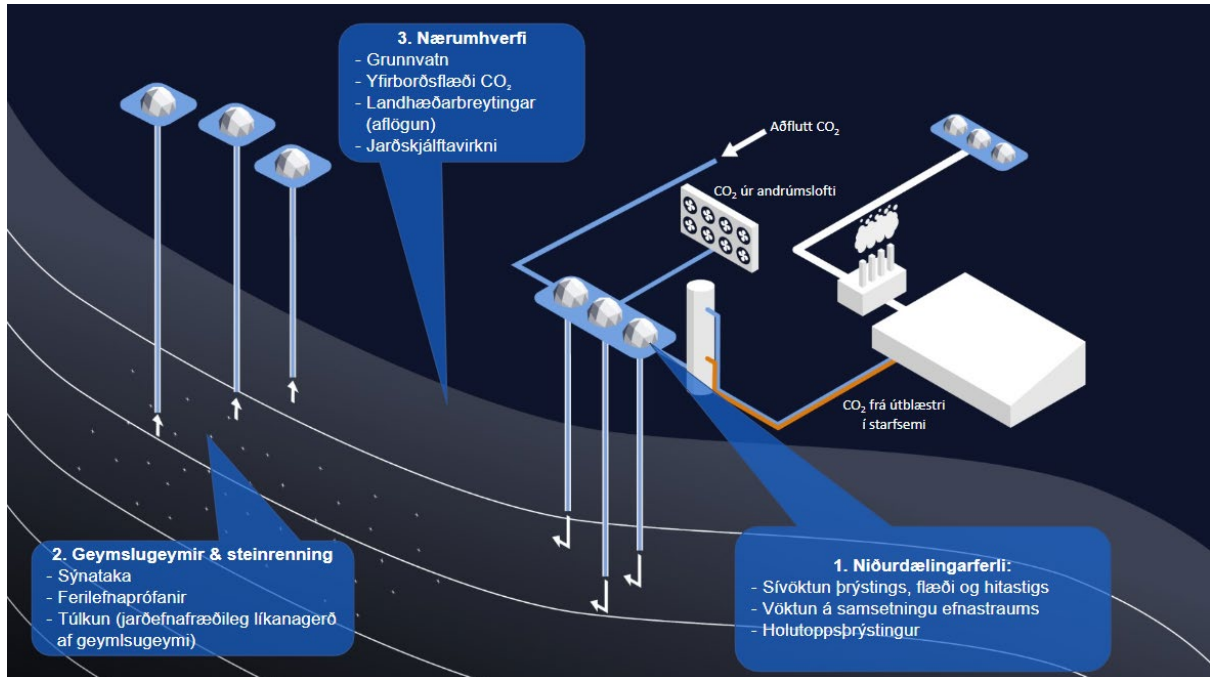 3. Nærumhverfi
- Grunnvatn
- Yfirborðsflæði CO₂
- Landhæðarbreytingar
(aflögun)
- Jarðskjálftavirkni
Aðflutt CO₂
CO₂ úr andrúmslofti
CO₂ frá útblæstri
í starfsemi
2. Geymslugeymir & steinrenning
- Sýnataka
- Ferilefnaprófanir
- Túlkun (jarðefnafræðileg líkanagerð
af geymlsugeymi)
1. Niðurdælingarferli:
- Sívöktun þrýstings, flæði og hitastigs
- Vöktun á samsetningu efnastraums
- Holutoppsþrýstingur